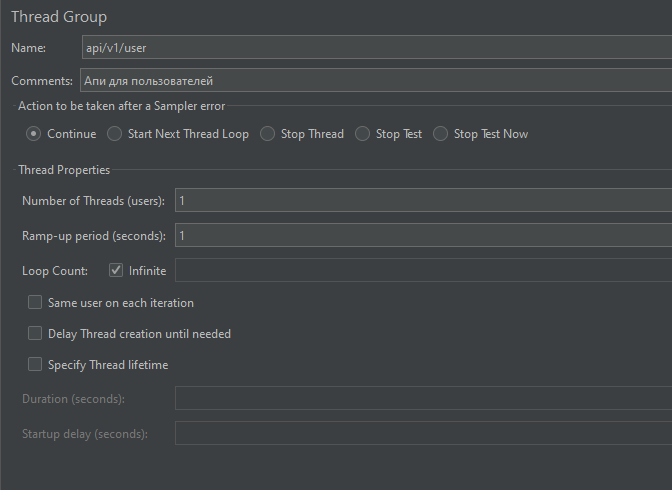 Thread Group
Name: api/v1/user
Comments: Апи для пользователей
Action to be taken after a Sampler error
Continue Start Next Thread Loop Stop Thread Stop Test Stop Test Now
Thread Properties
Number of Threads (users): 1
Ramp-up period (seconds): 1
Loop Count: Infinite
Same user on each iteration
Delay Thread creation until needed
Specify Thread lifetime
Duration (seconds):
Startup delay (seconds):